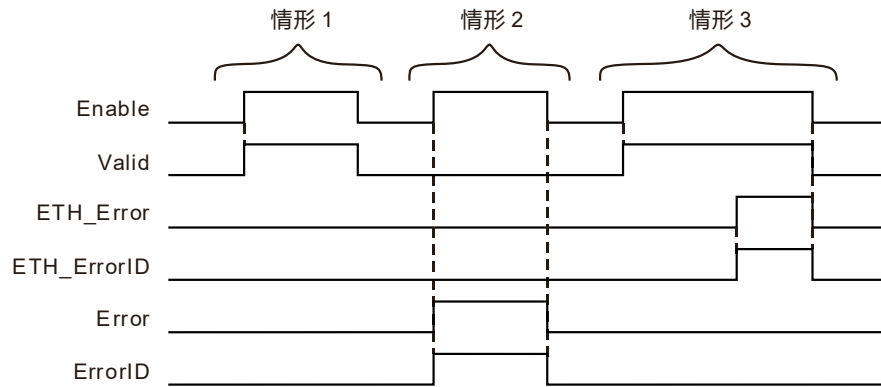 情形 1 情形 2 情形 3
Enable
Valid
ETH_Error
ETH_ErrorID
Error
ErrorID